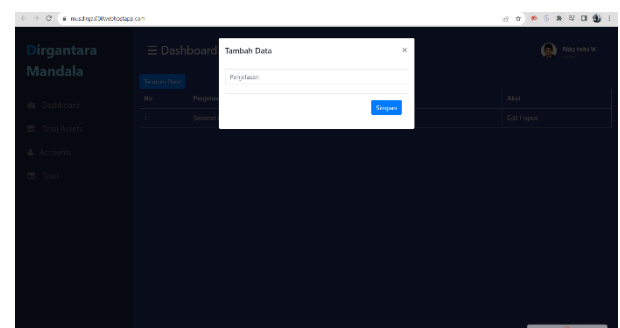 Dirgantara
Mandala
Dashboard
Total Assets
Accounts
Tasks
Dashboard
Tambah Data
No
Aksi
1
Edit Hapus
Tambah Data
×
Penjelasan
Simpan